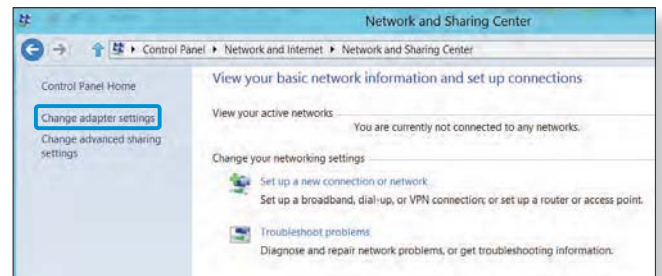 Network and Sharing Center
Control Panel ▸ Network and Internet ▸ Network and Sharing Center
Control Panel Home
Change adapter settings
Change advanced sharing
settings
View your basic network information and set up connections
View your active networks
You are currently not connected to any networks.
Change your networking settings
Set up a new connection or network
Set up a broadband, dial-up, or VPN connection; or set up a router or access point.
Troubleshoot problems
Diagnose and repair network problems, or get troubleshooting information.